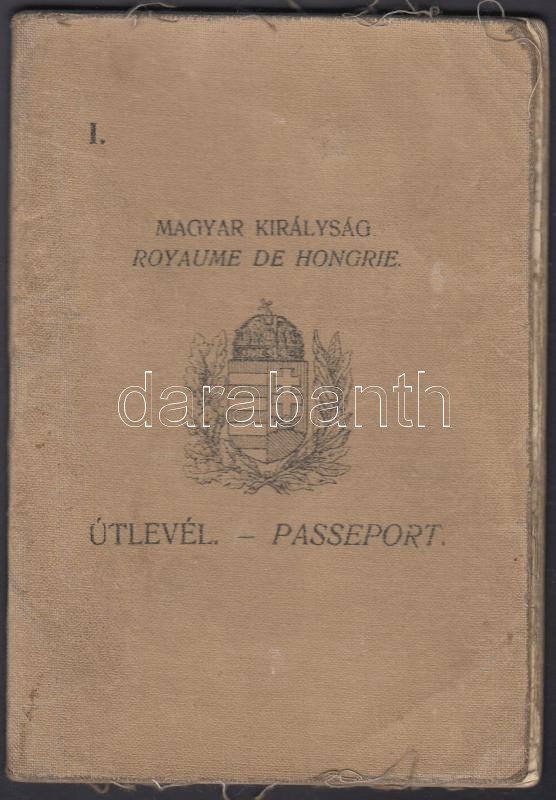 I.
MAGYAR KIRÁLYSÁG.
ROYAUME DE HONGRIE.
darabanth
ÚTLEVÉL. – PASSEPORT.